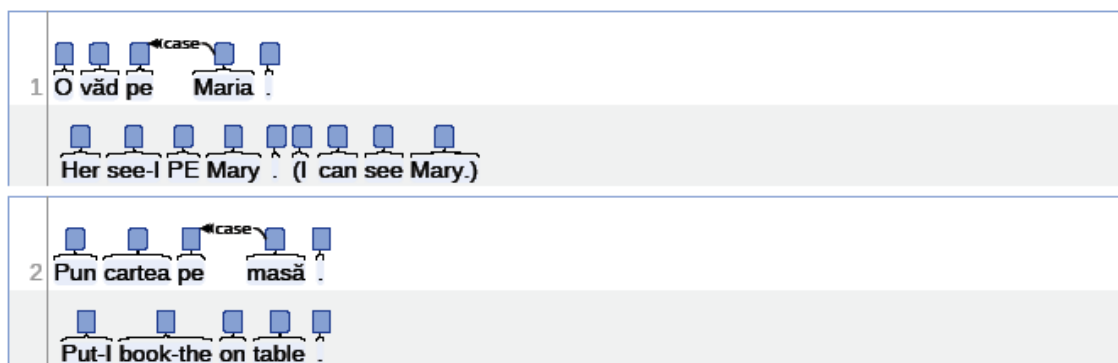 case
1 O văd pe Maria .
Her see-I PE Mary . (I can see Mary.)
case
2 Pun cartea pe masă .
Put-I book-the on table .